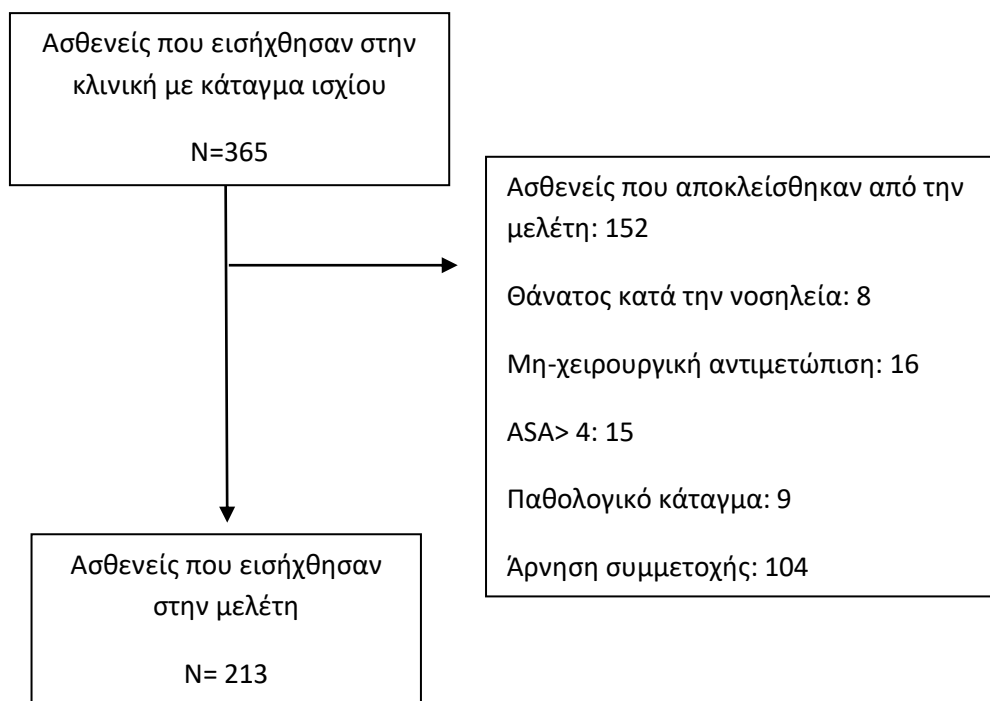 Ασθενείς που εισήχθησαν στην
κλινική με κάταγμα ισχίου
N=365
Ασθενείς που αποκλείσθηκαν από την
μελέτη: 152
Θάνατος κατά την νοσηλεία: 8
Μη-χειρουργική αντιμετώπιση: 16
ASA> 4: 15
Παθολογικό κάταγμα: 9
Άρνηση συμμετοχής: 104
Ασθενείς που εισήχθησαν
στην μελέτη
N= 213